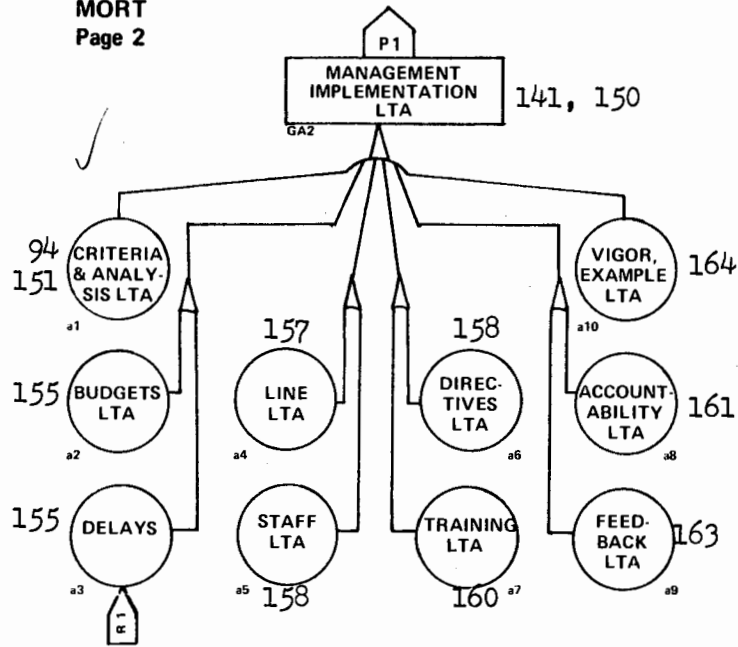 MORT
Page 2
P1
MANAGEMENT
IMPLEMENTATION
LTA
GA2
141, 150
94
151
CRITERIA
& ANALY-
SIS LTA
a1
VIGOR,
EXAMPLE
LTA
a10
164
155
BUDGETS
LTA
a2
157
LINE
LTA
a4
158
DIREC-
TIVES
LTA
a6
ACCOUNT-
ABILITY
LTA
a8
161
155
DELAYS
a3
R1
STAFF
LTA
a5
158
TRAINING
LTA
160
a7
FEED-
BACK
LTA
a9
163